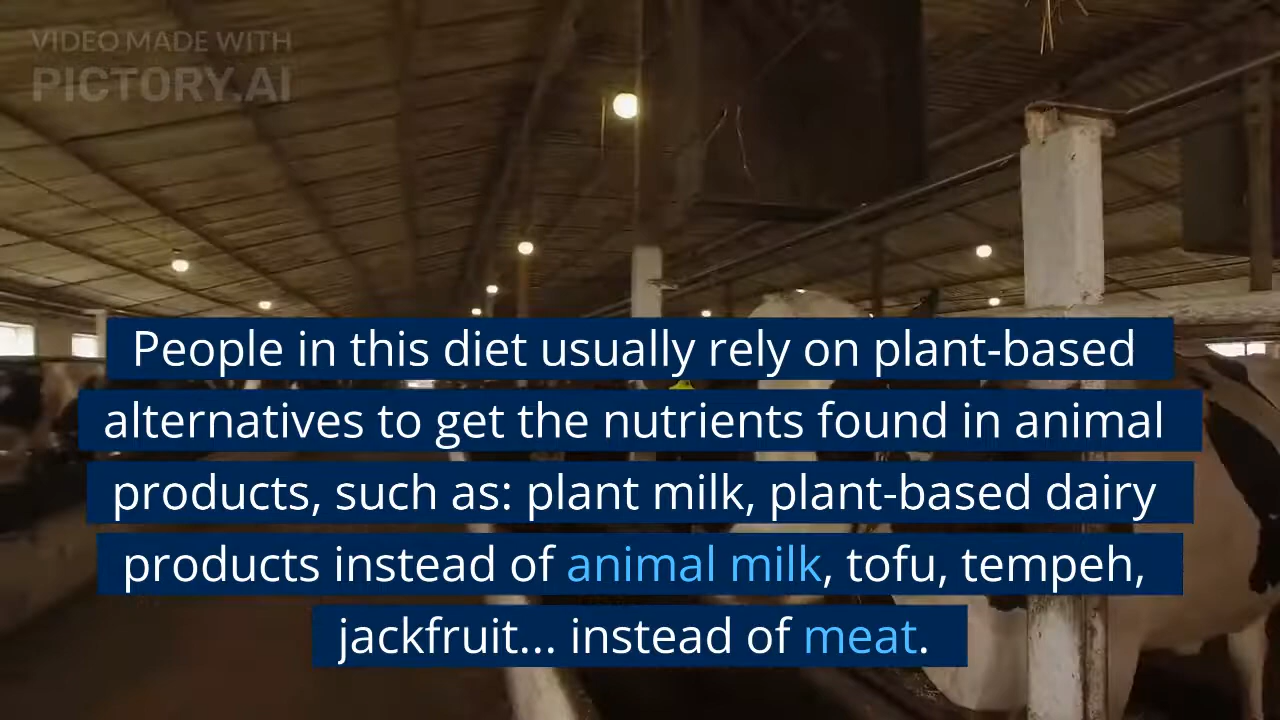 VIDEO MADE WITH
PICTORY.AI
People in this diet usually rely on plant-based
alternatives to get the nutrients found in animal
products, such as: plant milk, plant-based dairy
products instead of animal milk, tofu, tempeh,
jackfruit... instead of meat.